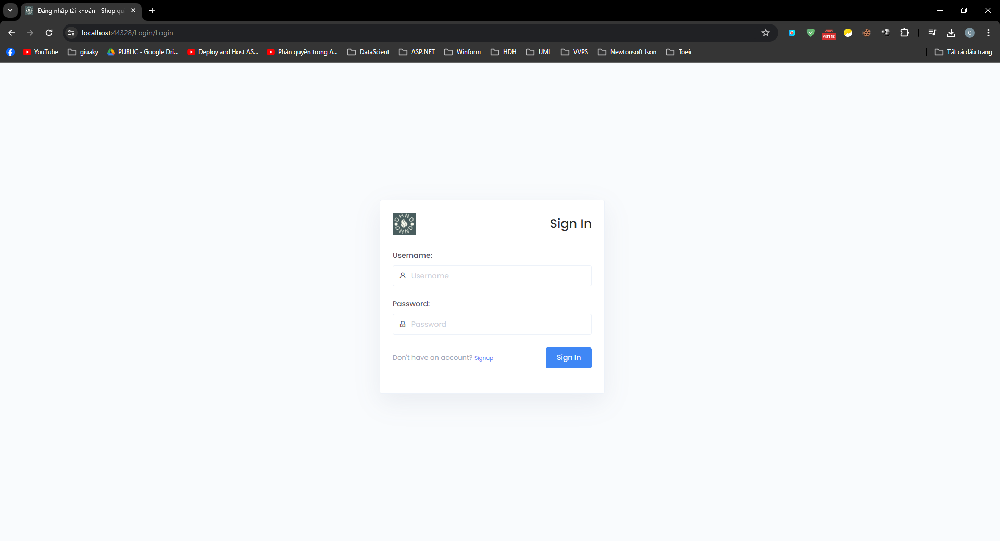 Đăng nhập tài khoản - Shop qu
localhost:44328/Login/Login
YouTube
giuaky
PUBLIC - Google Dri...
Deploy and Host AS...
Phân quyền trong A...
DataScient
ASP.NET
Winform
HDH
UML
VVPS
Newtonsoft Json
Toeic
Tất cả dấu trang
C
DHND
DHND
Sign In
Username:
Username
Password:
Password
Don't have an account? Signup
Sign In